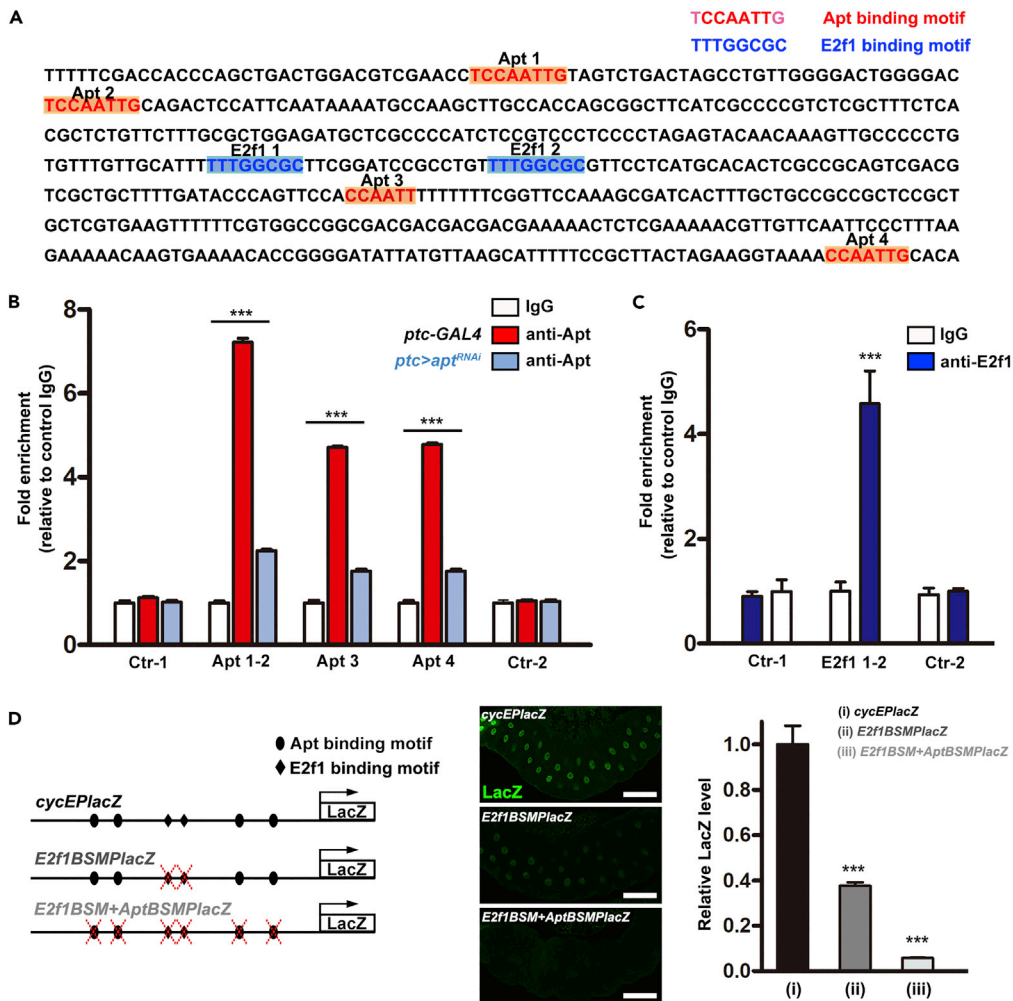 A
TCCAATTG Apt binding motif
TTTGGCGC E2f1 binding motif
Apt 1
TTTTTCGACCACCCAGCTGACTGGACGTCGAACCTCCAATTGTAGTCTGACTAGCCTGTTGGGGACTGGGGAC
Apt 2
TCCAATTGCAGACTCCATTCAATAAAATGCCAAGCTTGCCACCAGCGGCTTCATCGCCCCGTCTCGCTTTCTCA
CGCTCTGTTCTTTGCGCTGGAGATGCTCGCCCCATCTCCGTCCCTCCCCTAGAGTACAACAAAGTTGCCCCCTG
E2f1 1 E2f1 2
TGTTTGTTGCATTTTTTGGCGCTTCGGATCCGCCTGTTTTGGCGCGTTCCTCATGCACACTCGCCGCAGTCGACG
Apt 3
TCGCTGCTTTTGATACCCAGTTCCACCAATTTTTTTTTCGGTTCCAAAGCGATCACTTTGCTGCCGCCGCTCCGCT
GCTCGTGAAGTTTTTTCGTGGCCGGCGACGACGACGACGAAAAACTCTCGAAAAACGTTGTTCAATTCCCTTTAA
Apt 4
GAAAAACAAGTGAAAACACCGGGGATATTATGTTAAGCATTTTTCCGCTTACTAGAAGGTAAAACCAATTGCACA
B
Fold enrichment
(relative to control IgG)
8
6
4
2
0
***
***
***
IgG
ptc-GAL4 anti-Apt
ptc>aptRNAi anti-Apt
Ctr-1 Apt 1-2 Apt 3 Apt 4 Ctr-2
C
Fold enrichment
(relative to control IgG)
6
4
2
0
***
IgG
anti-E2f1
Ctr-1 E2f1 1-2 Ctr-2
D
Apt binding motif
E2f1 binding motif
cycEPlacZ
LacZ
E2f1BSMPlacZ
LacZ
E2f1BSM+AptBSMPlacZ
LacZ
cycEPlacZ
LacZ
E2f1BSMPlacZ
E2f1BSM+AptBSMPlacZ
(i) cycEPlacZ
(ii) E2f1BSMPlacZ
(iii) E2f1BSM+AptBSMPlacZ
Relative LacZ level
1.0
0.8
0.6
0.4
0.2
0.0
***
***
(i) (ii) (iii)